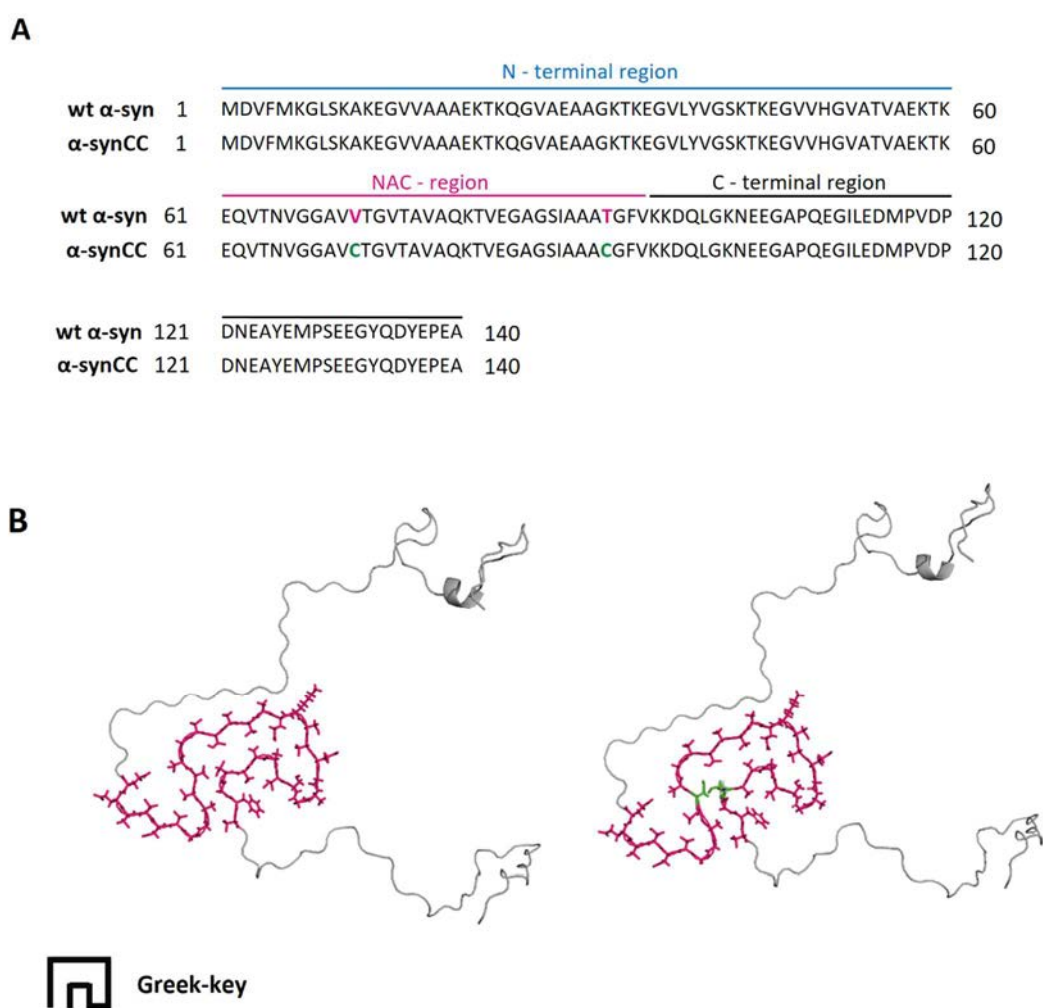 A
N - terminal region
wt α-syn 1 MDVFMKGLSKAKEGVVAAAEKTKQGVAEAAGKTKEGVLYVGSKTKEGVVHGVATVAEKTK 60
α-synCC 1 MDVFMKGLSKAKEGVVAAAEKTKQGVAEAAGKTKEGVLYVGSKTKEGVVHGVATVAEKTK 60
NAC - region C - terminal region
wt α-syn 61 EQVTNVGGAVVTGVTAVAQKTVEGAGSIAAATGFVKKDQLGKNEEGAPQEGILEDMPVDP 120
α-synCC 61 EQVTNVGGAVCTGVTAVAQKTVEGAGSIAAACGFVKKDQLGKNEEGAPQEGILEDMPVDP 120
wt α-syn 121 DNEAYEMPSEEGYQDYEPEA 140
α-synCC 121 DNEAYEMPSEEGYQDYEPEA 140
B
Greek-key